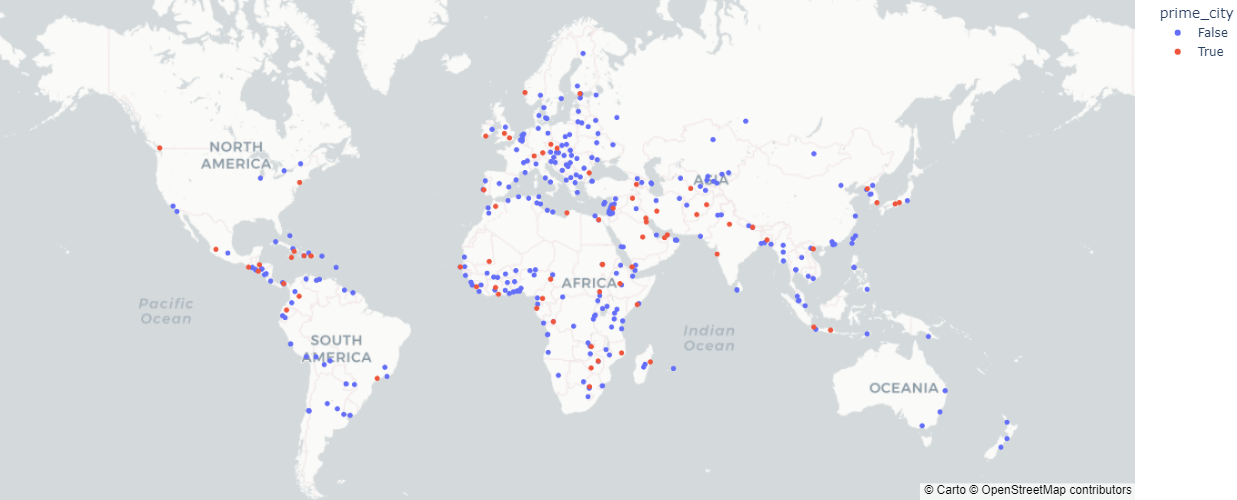 prime_city
False
True
NORTH
AMERICA
ASIA
AFRICA
Pacific
Ocean
SOUTH
AMERICA
Indian
Ocean
OCEANIA
© Carto © OpenStreetMap contributors